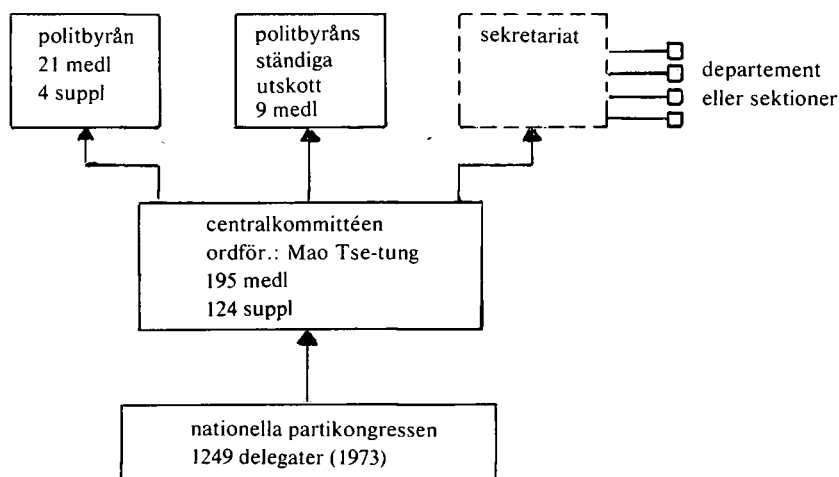 politbyrån
21 medl
4 suppl
politbyråns
ständiga
utskott
9 medl
sekretariat
departement
eller sektioner
centralkommittéen
ordför.: Mao Tse-tung
195 medl
124 suppl
nationella partikongressen
1249 delegater (1973)